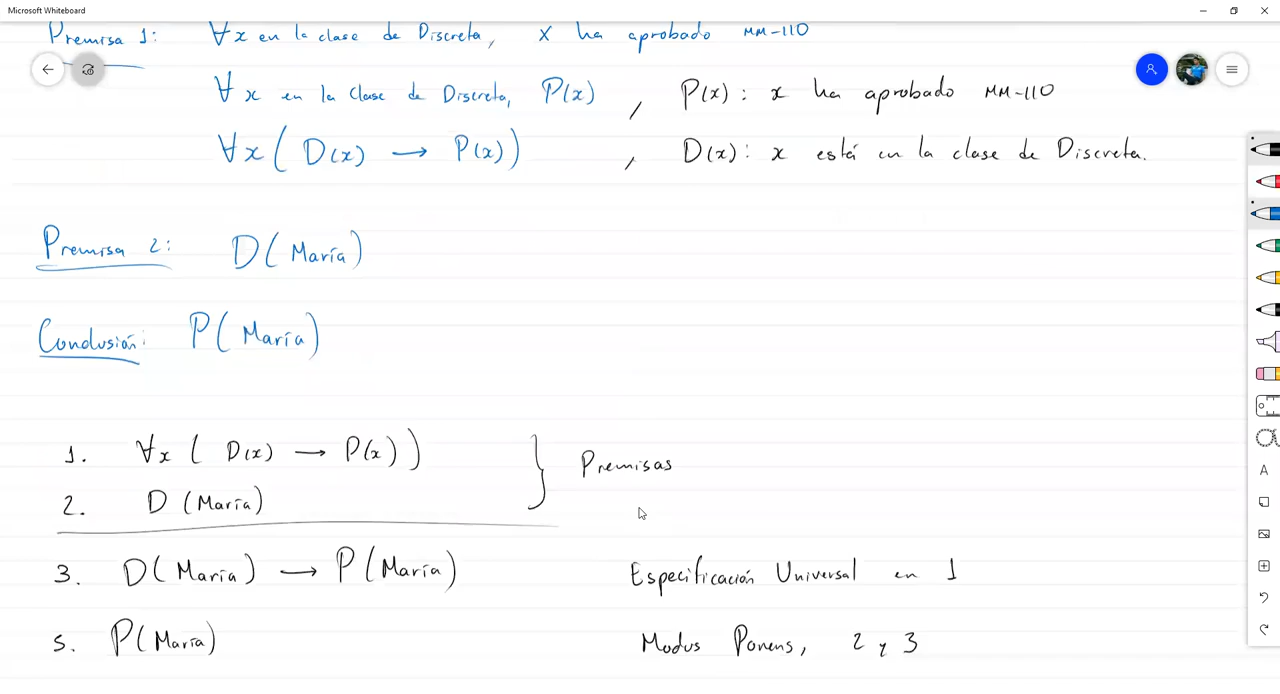 Microsoft Whiteboard
Premisa 1: ∀x en la clase de Discreta, x ha aprobado MM-110
∀x en la clase de Discreta, P(x) , P(x): x ha aprobado MM-110
∀x ( D(x) → P(x) ) , D(x): x está en la clase de Discreta.
Premisa 2: D( María )
Conclusión: P( María )
1. ∀x ( D(x) → P(x) )
Premisas
2. D (María)
3. D( María ) → P( María ) Especificación Universal en 1
5. P( María ) Modus Ponens, 2 y 3